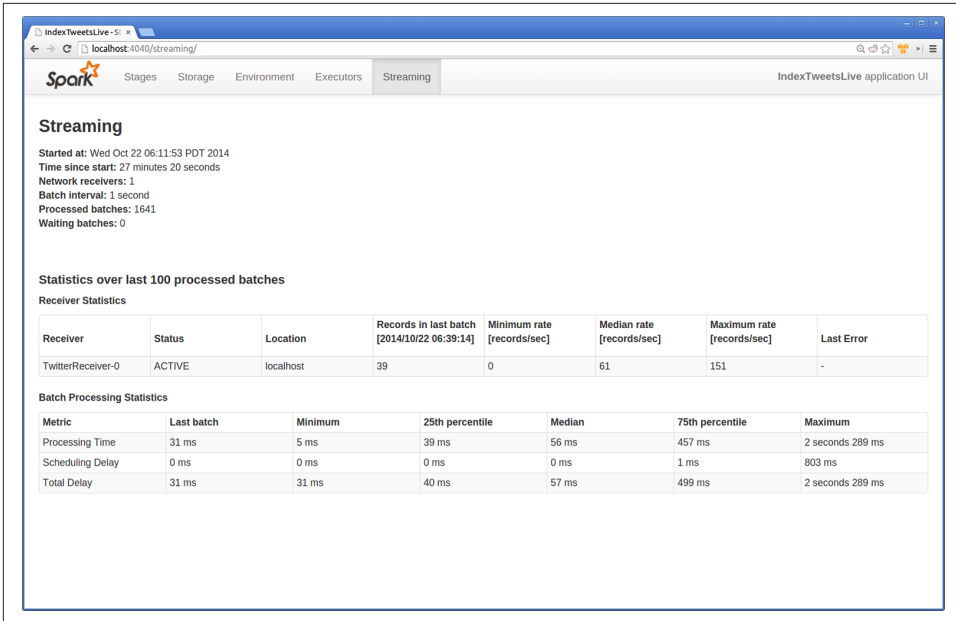 IndexTweetsLive - St
localhost:4040/streaming/
Spark Stages Storage Environment Executors Streaming IndexTweetsLive application UI
Streaming
Started at: Wed Oct 22 06:11:53 PDT 2014
Time since start: 27 minutes 20 seconds
Network receivers: 1
Batch interval: 1 second
Processed batches: 1641
Waiting batches: 0
Statistics over last 100 processed batches
Receiver Statistics
Receiver Status Location Records in last batch [2014/10/22 06:39:14] Minimum rate [records/sec] Median rate [records/sec] Maximum rate [records/sec] Last Error
TwitterReceiver-0 ACTIVE localhost 39 0 61 151 -
Batch Processing Statistics
Metric Last batch Minimum 25th percentile Median 75th percentile Maximum
Processing Time 31 ms 5 ms 39 ms 56 ms 457 ms 2 seconds 289 ms
Scheduling Delay 0 ms 0 ms 0 ms 0 ms 1 ms 803 ms
Total Delay 31 ms 31 ms 40 ms 57 ms 499 ms 2 seconds 289 ms